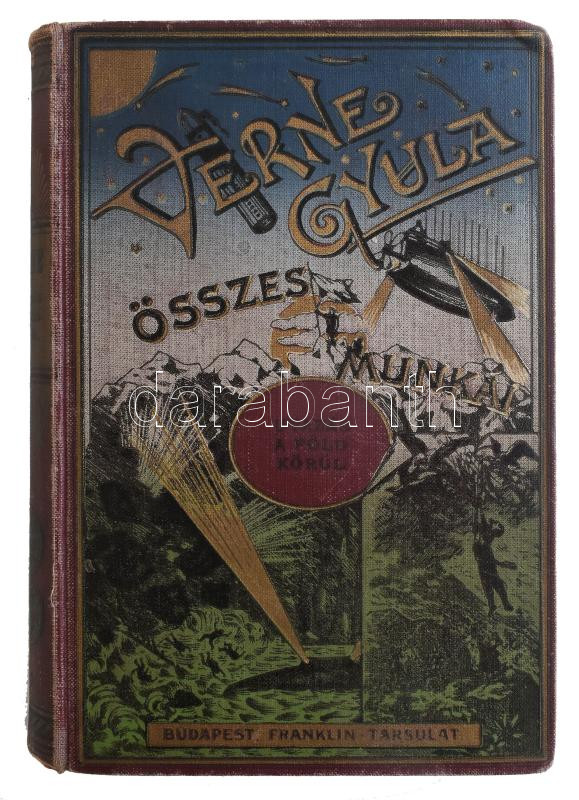 VERNE
GYULA
ÖSSZES
MUNKÁI
darabanth
A FÖLD
KÖRÜL
BUDAPEST, FRANKLIN-TÁRSULAT